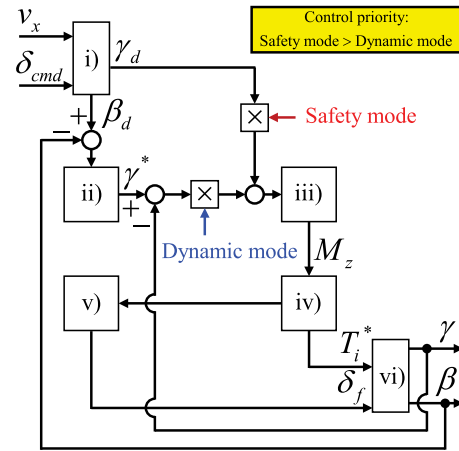 Control priority:
Safety mode > Dynamic mode
v_x
δ_cmd
i)
γ_d
+
−
β_d
×
Safety mode
ii)
γ*
+
−
×
iii)
Dynamic mode
M_z
v)
iv)
T_i*
δ_f
vi)
γ
β